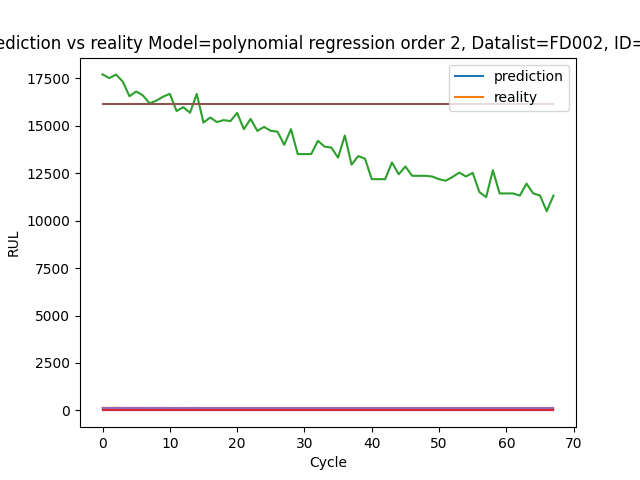 ediction vs reality Model=polynomial regression order 2, Datalist=FD002, ID=
prediction
reality
17500
15000
12500
10000
7500
5000
2500
0
RUL
0 10 20 30 40 50 60 70
Cycle